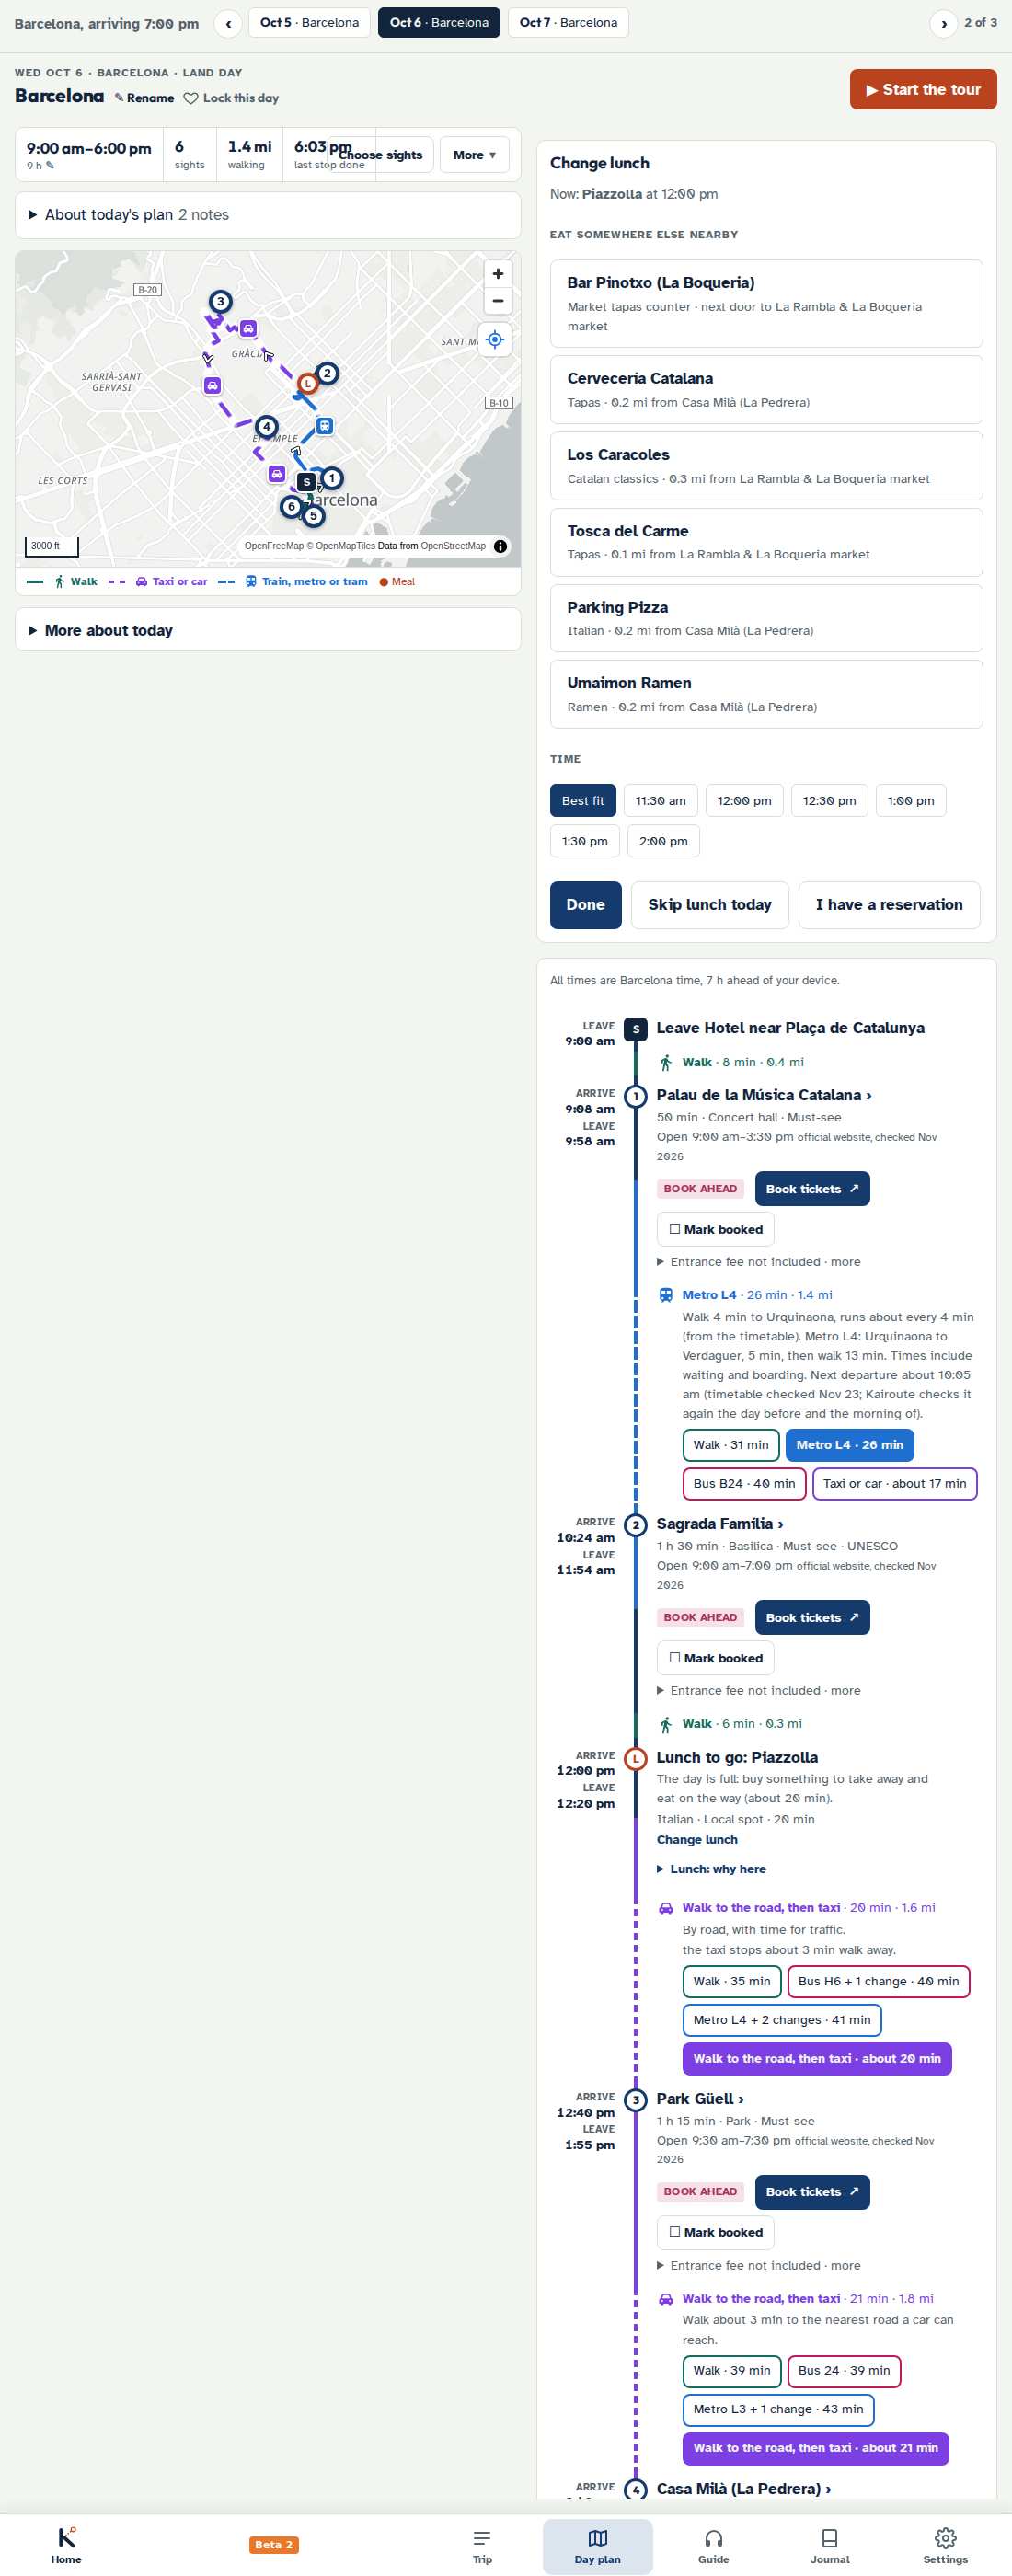 Barcelona, arriving 7:00 pm
‹
Oct 5 · Barcelona
Oct 6 · Barcelona
Oct 7 · Barcelona
›
2 of 3
WED OCT 6 · BARCELONA · LAND DAY
Barcelona ✎ Rename Lock this day
▶ Start the tour
9:00 am–6:00 pm
9 h ✎
6
sights
1.4 mi
walking
6:03 pm
last stop done
Choose sights
More ▾
▶ About today's plan 2 notes
B-20
3
GRÀCIA
SANT MA
SARRIÀ-SANT
GERVASI
L
2
B-10
4
EIXAMPLE
LES CORTS
S
1
Barcelona
6
5
+
−
3000 ft
OpenFreeMap © OpenMapTiles Data from OpenStreetMap
Walk Taxi or car Train, metro or tram Meal
▶ More about today
Change lunch
Now: Piazzolla at 12:00 pm
EAT SOMEWHERE ELSE NEARBY
Bar Pinotxo (La Boqueria)
Market tapas counter · next door to La Rambla & La Boqueria
market
Cervecería Catalana
Tapas · 0.2 mi from Casa Milà (La Pedrera)
Los Caracoles
Catalan classics · 0.3 mi from La Rambla & La Boqueria market
Tosca del Carme
Tapas · 0.1 mi from La Rambla & La Boqueria market
Parking Pizza
Italian · 0.2 mi from Casa Milà (La Pedrera)
Umaimon Ramen
Ramen · 0.2 mi from Casa Milà (La Pedrera)
TIME
Best fit
11:30 am
12:00 pm
12:30 pm
1:00 pm
1:30 pm
2:00 pm
Done
Skip lunch today
I have a reservation
All times are Barcelona time, 7 h ahead of your device.
LEAVE
9:00 am
S
Leave Hotel near Plaça de Catalunya
Walk · 8 min · 0.4 mi
ARRIVE
9:08 am
LEAVE
9:58 am
1
Palau de la Música Catalana ›
50 min · Concert hall · Must-see
Open 9:00 am–3:30 pm official website, checked Nov
2026
BOOK AHEAD
Book tickets ↗
☐ Mark booked
▶ Entrance fee not included · more
Metro L4 · 26 min · 1.4 mi
Walk 4 min to Urquinaona, runs about every 4 min
(from the timetable). Metro L4: Urquinaona to
Verdaguer, 5 min, then walk 13 min. Times include
waiting and boarding. Next departure about 10:05
am (timetable checked Nov 23; Kairoute checks it
again the day before and the morning of).
Walk · 31 min
Metro L4 · 26 min
Bus B24 · 40 min
Taxi or car · about 17 min
ARRIVE
10:24 am
LEAVE
11:54 am
2
Sagrada Família ›
1 h 30 min · Basilica · Must-see · UNESCO
Open 9:00 am–7:00 pm official website, checked Nov
2026
BOOK AHEAD
Book tickets ↗
☐ Mark booked
▶ Entrance fee not included · more
Walk · 6 min · 0.3 mi
ARRIVE
12:00 pm
LEAVE
12:20 pm
L
Lunch to go: Piazzolla
The day is full: buy something to take away and
eat on the way (about 20 min).
Italian · Local spot · 20 min
Change lunch
▶ Lunch: why here
Walk to the road, then taxi · 20 min · 1.6 mi
By road, with time for traffic.
the taxi stops about 3 min walk away.
Walk · 35 min
Bus H6 + 1 change · 40 min
Metro L4 + 2 changes · 41 min
Walk to the road, then taxi · about 20 min
ARRIVE
12:40 pm
LEAVE
1:55 pm
3
Park Güell ›
1 h 15 min · Park · Must-see
Open 9:30 am–7:30 pm official website, checked Nov
2026
BOOK AHEAD
Book tickets ↗
☐ Mark booked
▶ Entrance fee not included · more
Walk to the road, then taxi · 21 min · 1.8 mi
Walk about 3 min to the nearest road a car can
reach.
Walk · 39 min
Bus 24 · 39 min
Metro L3 + 1 change · 43 min
Walk to the road, then taxi · about 21 min
ARRIVE
4
Casa Milà (La Pedrera) ›
Home
Beta 2
Trip
Day plan
Guide
Journal
Settings